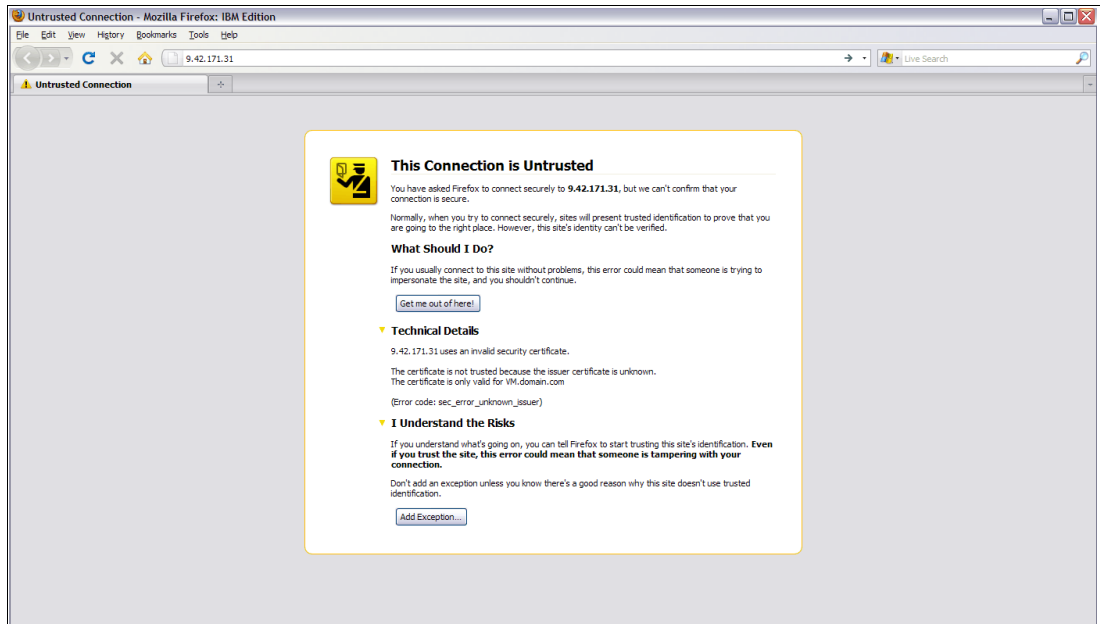 Untrusted Connection - Mozilla Firefox: IBM Edition
File Edit View History Bookmarks Tools Help
9.42.171.31
Live Search
Untrusted Connection
This Connection is Untrusted
You have asked Firefox to connect securely to 9.42.171.31, but we can't confirm that your
connection is secure.
Normally, when you try to connect securely, sites will present trusted identification to prove that you
are going to the right place. However, this site's identity can't be verified.
What Should I Do?
If you usually connect to this site without problems, this error could mean that someone is trying to
impersonate the site, and you shouldn't continue.
Get me out of here!
Technical Details
9.42.171.31 uses an invalid security certificate.
The certificate is not trusted because the issuer certificate is unknown.
The certificate is only valid for VM.domain.com
(Error code: sec_error_unknown_issuer)
I Understand the Risks
If you understand what's going on, you can tell Firefox to start trusting this site's identification. Even
if you trust the site, this error could mean that someone is tampering with your
connection.
Don't add an exception unless you know there's a good reason why this site doesn't use trusted
identification.
Add Exception...